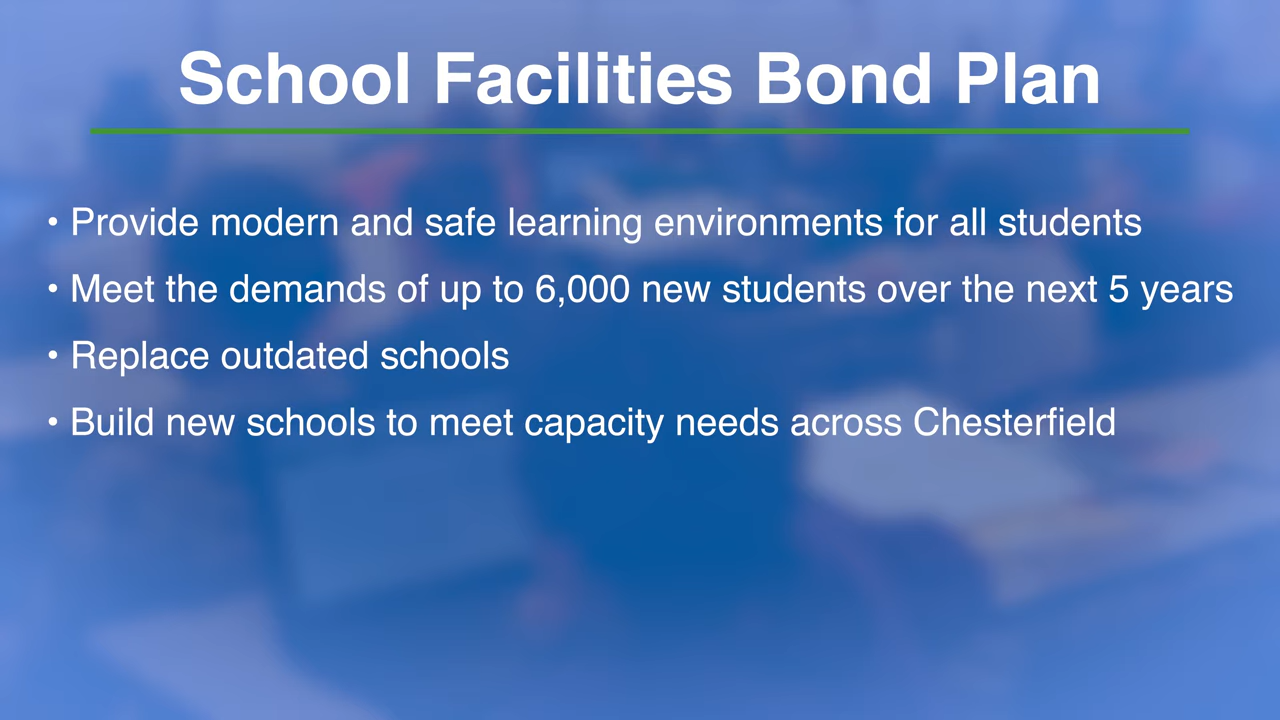 School Facilities Bond Plan
• Provide modern and safe learning environments for all students
• Meet the demands of up to 6,000 new students over the next 5 years
• Replace outdated schools
• Build new schools to meet capacity needs across Chesterfield